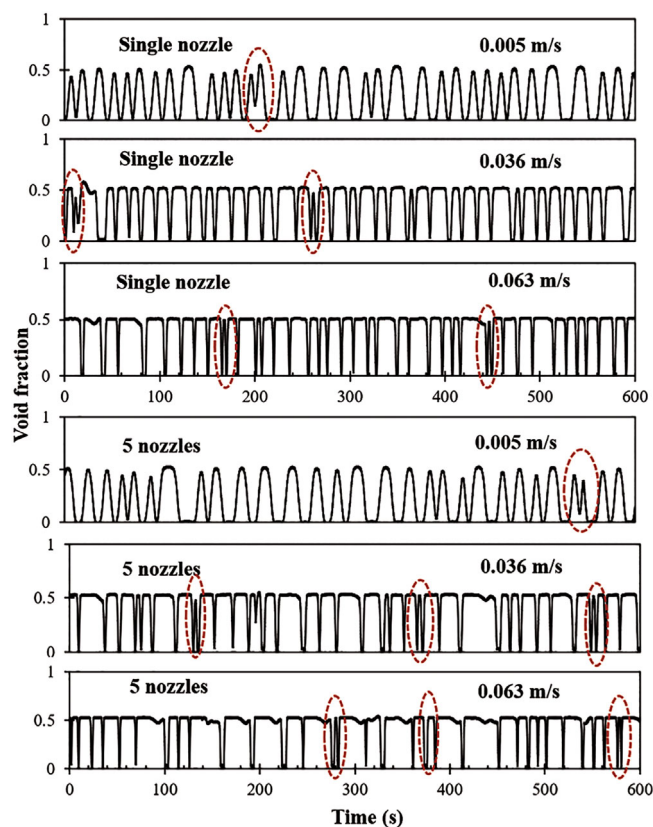 1
Single nozzle 0.005 m/s
0.5
0
1
Single nozzle 0.036 m/s
0.5
0
1
Single nozzle 0.063 m/s
0.5
0
0 100 200 300 400 500 600
Void fraction
1
5 nozzles 0.005 m/s
0.5
0
1
5 nozzles 0.036 m/s
0.5
0
1
5 nozzles 0.063 m/s
0.5
0
0 100 200 300 400 500 600
Time (s)